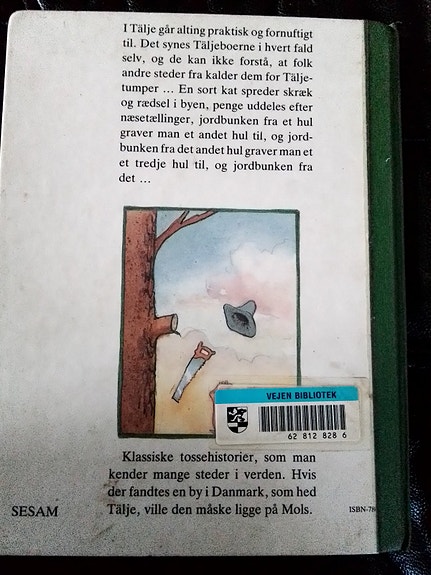 I Tälje går alting praktisk og fornuftigt
til. Det synes Täljeboerne i hvert fald
selv, og de kan ikke forstå, at folk
andre steder fra kalder dem for Tälje-
tumper ... En sort kat spreder skræk
og rædsel i byen, penge uddeles efter
næsetællinger, jordbunken fra et hul
graver man et andet hul til, og jord-
bunken fra det andet hul graver man et
et tredje hul til, og jordbunken fra
det ...
VEJEN BIBLIOTEK
62 812 828 6
Klassiske tossehistorier, som man
kender mange steder i verden. Hvis
der fandtes en by i Danmark, som hed
Tälje, ville den måske ligge på Mols.
SESAM
ISBN-